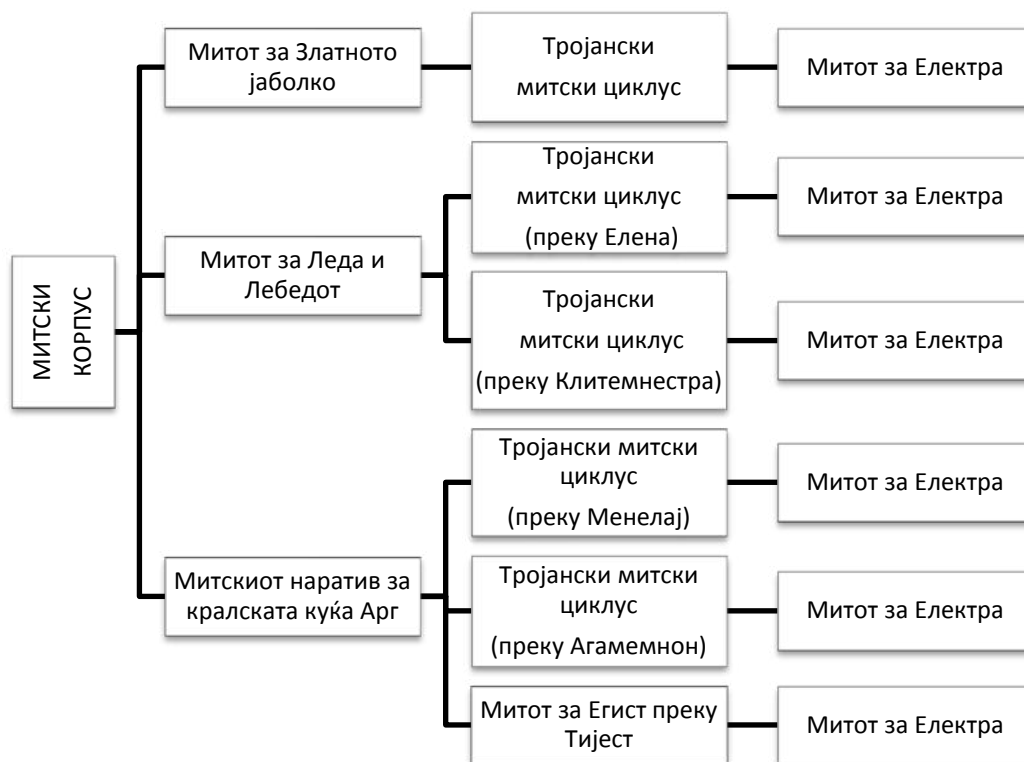 МИТСКИ
КОРПУС
Митот за Златното
јаболко
Тројански
митски циклус
Митот за Електра
Митот за Леда и
Лебедот
Тројански
митски циклус
(преку Елена)
Митот за Електра
Тројански
митски циклус
(преку Клитемнестра)
Митот за Електра
Митскиот наратив за
кралската куќа Арг
Тројански митски
циклус
(преку Менелај)
Митот за Електра
Тројански митски
циклус
(преку Агамемнон)
Митот за Електра
Митот за Егист преку
Тијест
Митот за Електра